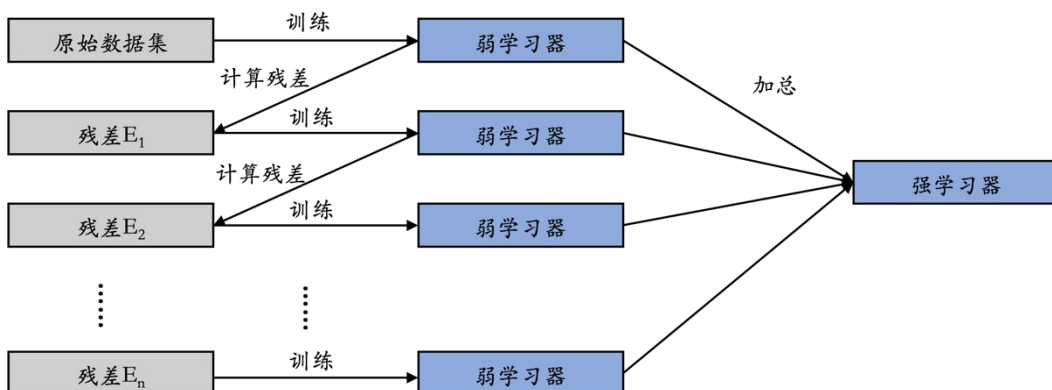 训练
原始数据集
弱学习器
计算残差
加总
残差E₁
训练
弱学习器
计算残差
强学习器
残差E₂
训练
弱学习器
……
……
残差Eₙ
训练
弱学习器